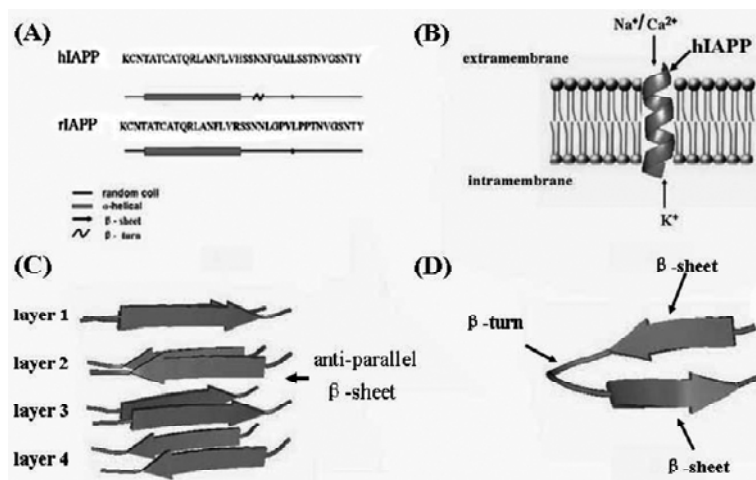 (A)
hIAPP KCNTATCATQRLANFLVHSSNNFGAILSSTNVGSNTY
rIAPP KCNTATCATQRLANFLVRSSNNLGPVLPPTNVGSNTY
random coil
α-helical
β-sheet
β- turn
(B)
Na⁺/Ca²⁺
hIAPP
extramembrane
intramembrane
K⁺
(C)
layer 1
layer 2
layer 3
layer 4
anti-parallel
β-sheet
(D)
β-sheet
β-turn
β-sheet